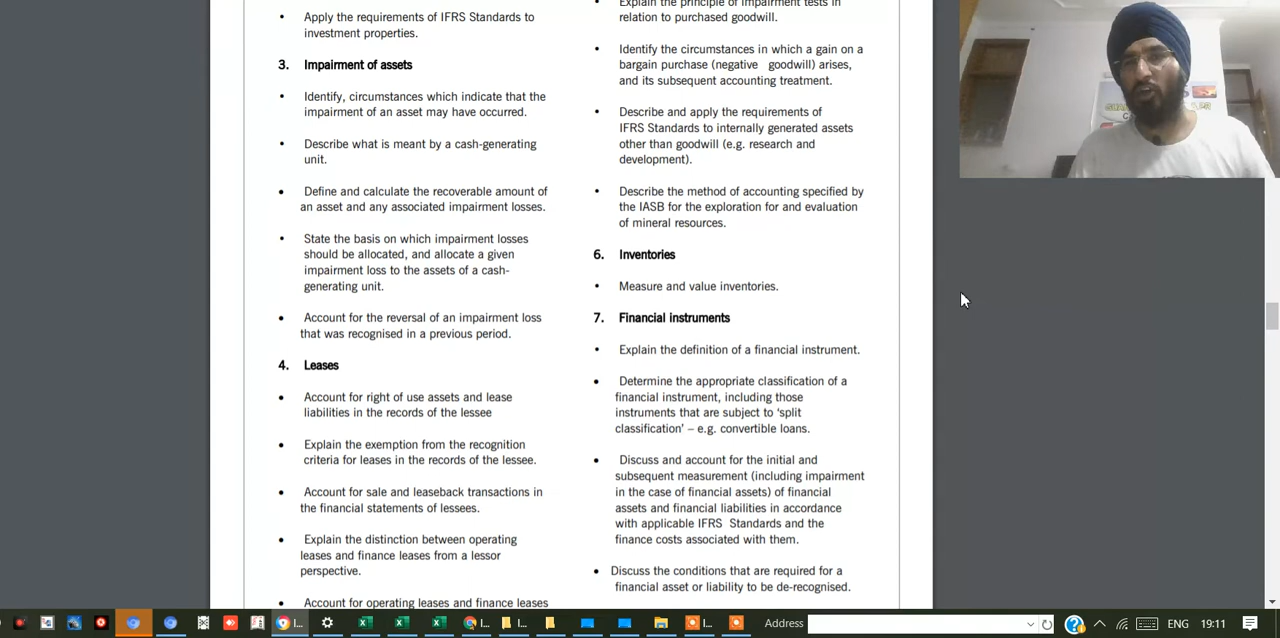 • Apply the requirements of IFRS Standards to
investment properties.
3. Impairment of assets
• Identify, circumstances which indicate that the
impairment of an asset may have occurred.
• Describe what is meant by a cash-generating
unit.
• Define and calculate the recoverable amount of
an asset and any associated impairment losses.
• State the basis on which impairment losses
should be allocated, and allocate a given
impairment loss to the assets of a cash-
generating unit.
• Account for the reversal of an impairment loss
that was recognised in a previous period.
4. Leases
• Account for right of use assets and lease
liabilities in the records of the lessee
• Explain the exemption from the recognition
criteria for leases in the records of the lessee.
• Account for sale and leaseback transactions in
the financial statements of lessees.
• Explain the distinction between operating
leases and finance leases from a lessor
perspective.
• Account for operating leases and finance leases
Explain the principle of impairment tests in
relation to purchased goodwill.
• Identify the circumstances in which a gain on a
bargain purchase (negative goodwill) arises,
and its subsequent accounting treatment.
• Describe and apply the requirements of
IFRS Standards to internally generated assets
other than goodwill (e.g. research and
development).
• Describe the method of accounting specified by
the IASB for the exploration for and evaluation
of mineral resources.
6. Inventories
• Measure and value inventories.
7. Financial instruments
• Explain the definition of a financial instrument.
• Determine the appropriate classification of a
financial instrument, including those
instruments that are subject to 'split
classification' – e.g. convertible loans.
• Discuss and account for the initial and
subsequent measurement (including impairment
in the case of financial assets) of financial
assets and financial liabilities in accordance
with applicable IFRS Standards and the
finance costs associated with them.
• Discuss the conditions that are required for a
financial asset or liability to be de-recognised.
I... I... I... I...
Address
ENG 19:11